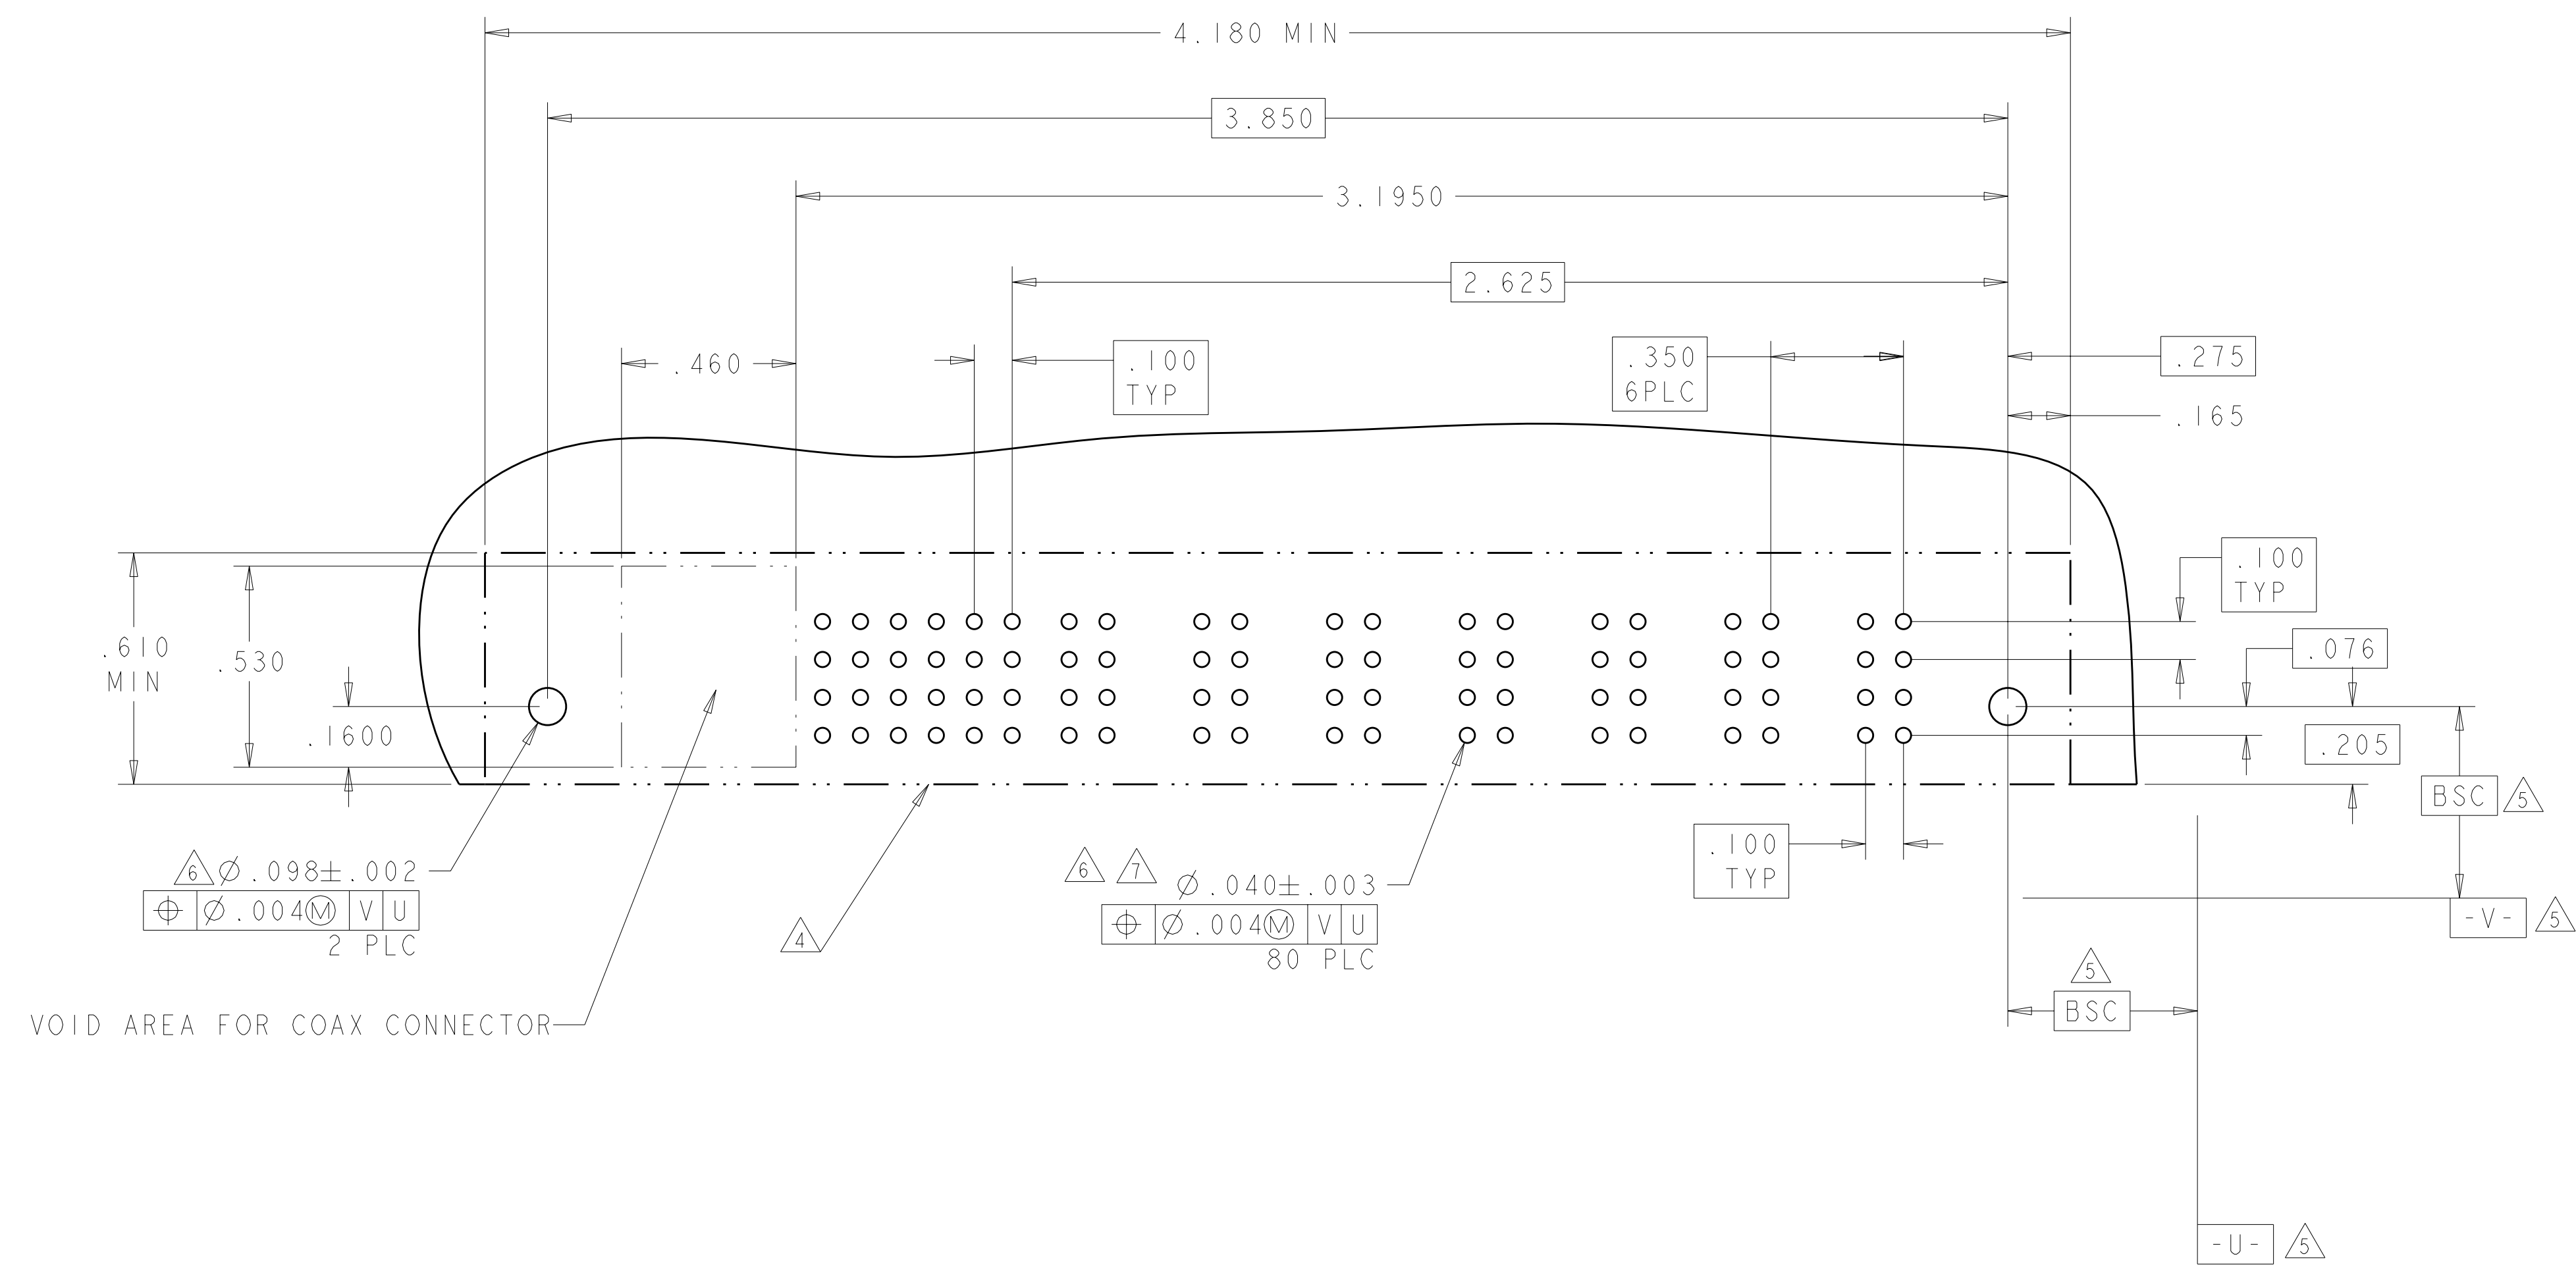 4.180 MIN
3.850
3.1950
2.625
.460
.100
TYP
.350
6PLC
.275
.165
.100
TYP
.610
MIN
.530
.076
.1600
.205
BSC 5
.100
TYP
6 Ø.098±.002
⌖ Ø.004Ⓜ V U
2 PLC
6 7 Ø.040±.003
⌖ Ø.004Ⓜ V U
80 PLC
4
-V- 5
5
BSC
VOID AREA FOR COAX CONNECTOR
-U- 5